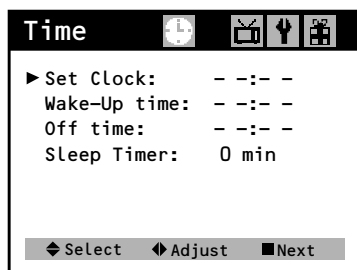 Time
▶ Set Clock: – –:– –
Wake–Up time: – –:– –
Off time: – –:– –
Sleep Timer: 0 min
◆ Select ◆ Adjust ■ Next